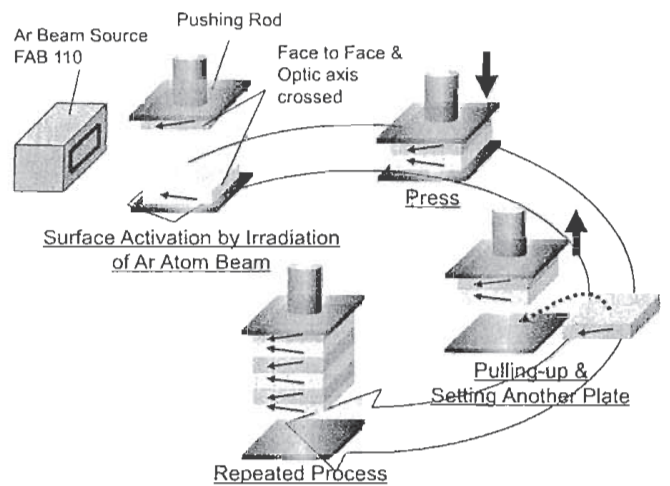 Ar Beam Source
FAB 110
Pushing Rod
Face to Face &
Optic axis
crossed
Surface Activation by Irradiation
of Ar Atom Beam
Press
Pulling-up &
Setting Another Plate
Repeated Process